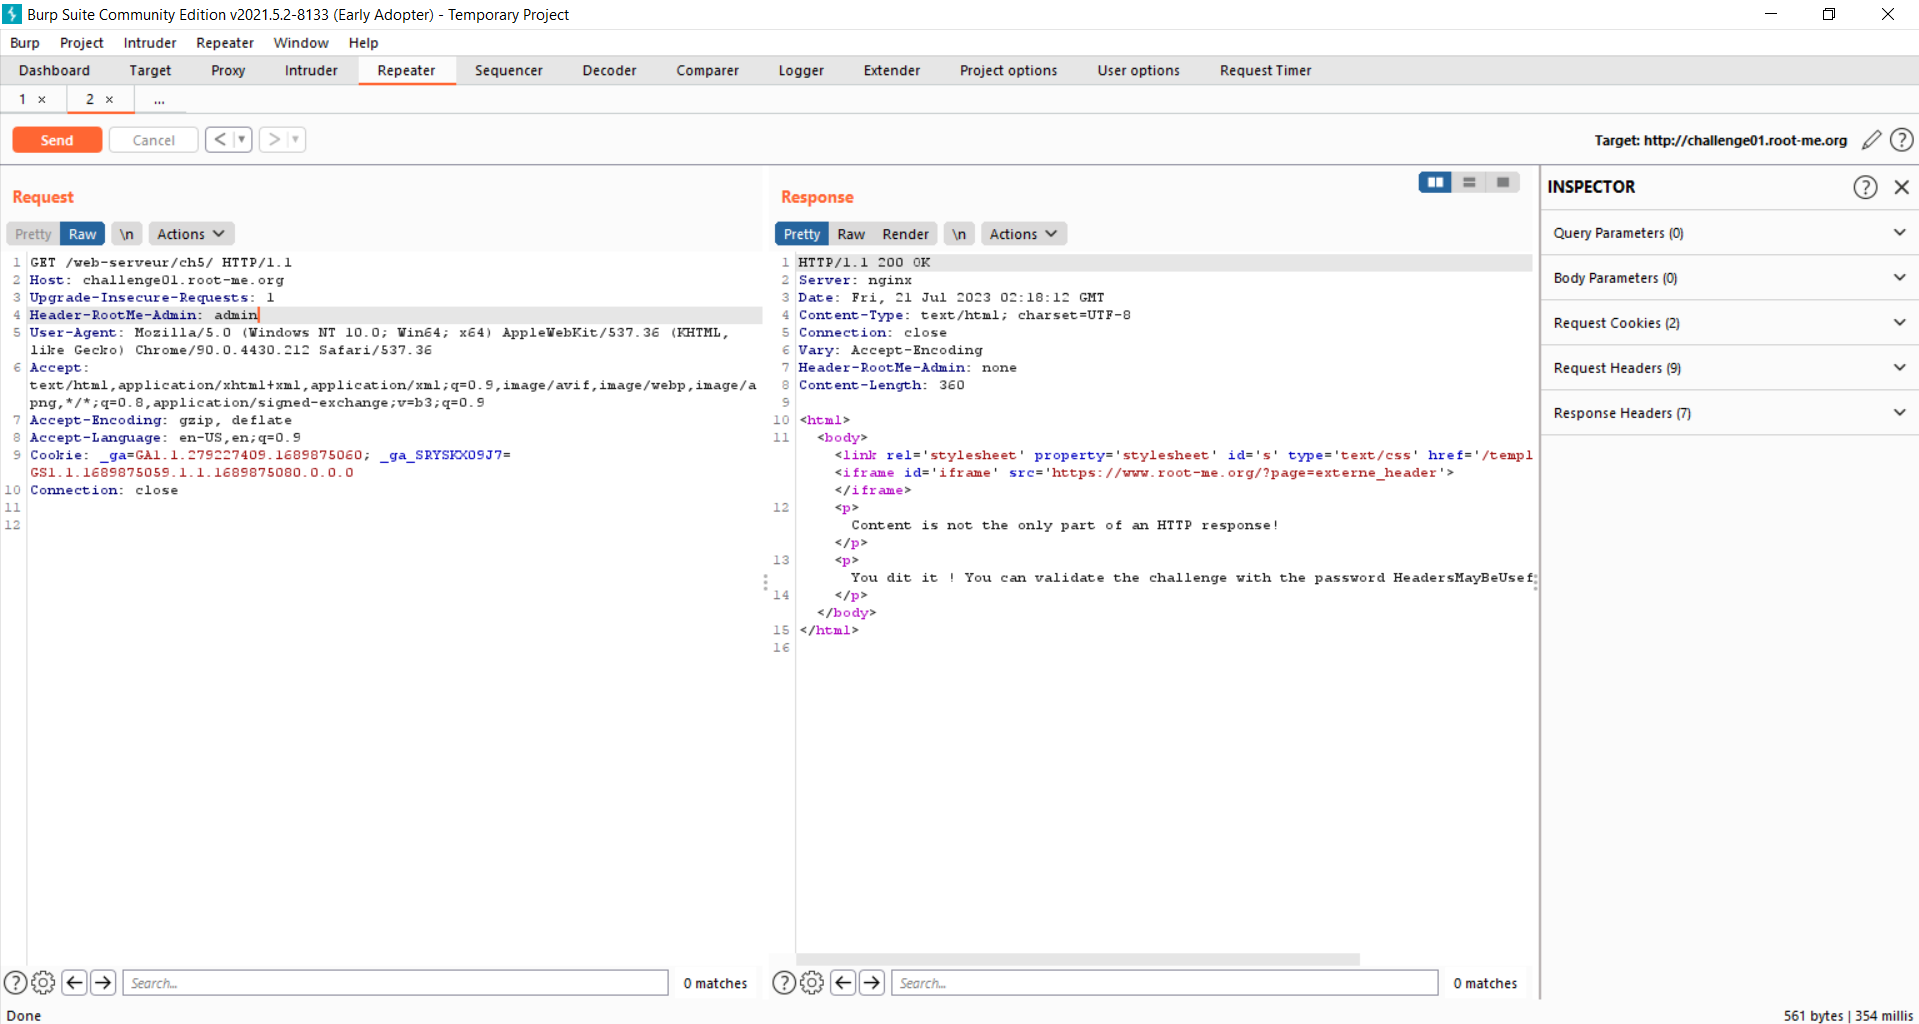 Burp Suite Community Edition v2021.5.2-8133 (Early Adopter) - Temporary Project
Burp Project Intruder Repeater Window Help
Dashboard Target Proxy Intruder Repeater Sequencer Decoder Comparer Logger Extender Project options User options Request Timer
1 × 2 × ...
Send Cancel < > Target: http://challenge01.root-me.org
Request
Pretty Raw \n Actions
1 GET /web-serveur/ch5/ HTTP/1.1
2 Host: challenge01.root-me.org
3 Upgrade-Insecure-Requests: 1
4 Header-RootMe-Admin: admin
5 User-Agent: Mozilla/5.0 (Windows NT 10.0; Win64; x64) AppleWebKit/537.36 (KHTML,
like Gecko) Chrome/90.0.4430.212 Safari/537.36
6 Accept:
text/html,application/xhtml+xml,application/xml;q=0.9,image/avif,image/webp,image/a
png,*/*;q=0.8,application/signed-exchange;v=b3;q=0.9
7 Accept-Encoding: gzip, deflate
8 Accept-Language: en-US,en;q=0.9
9 Cookie: _ga=GA1.1.279227409.1689875060; _ga_SRYSKX09J7=
GS1.1.1689875059.1.1.1689875080.0.0.0
10 Connection: close
11
12
Search... 0 matches
Response
Pretty Raw Render \n Actions
1 HTTP/1.1 200 OK
2 Server: nginx
3 Date: Fri, 21 Jul 2023 02:18:12 GMT
4 Content-Type: text/html; charset=UTF-8
5 Connection: close
6 Vary: Accept-Encoding
7 Header-RootMe-Admin: none
8 Content-Length: 360
9
10 <html>
11 <body>
<link rel='stylesheet' property='stylesheet' id='s' type='text/css' href='/templ
<iframe id='iframe' src='https://www.root-me.org/?page=externe_header'>
</iframe>
12 <p>
Content is not the only part of an HTTP response!
</p>
13 <p>
You dit it ! You can validate the challenge with the password HeadersMayBeUsef
14 </p>
</body>
15 </html>
16
Search... 0 matches
INSPECTOR
Query Parameters (0)
Body Parameters (0)
Request Cookies (2)
Request Headers (9)
Response Headers (7)
Done 561 bytes | 354 millis